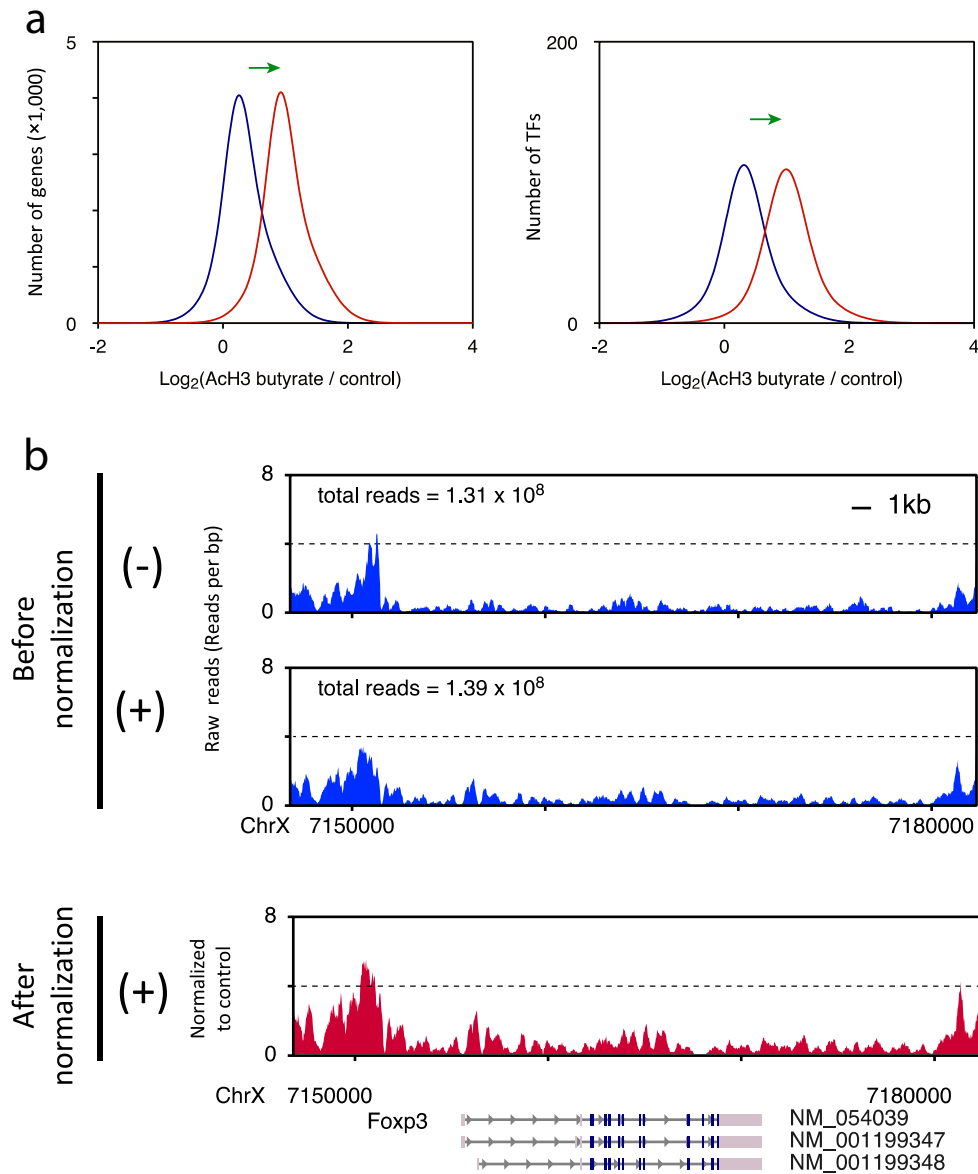 a
5
Number of genes (×1,000)
0
-2 0 2 4
Log2(AcH3 butyrate / control)
200
Number of TFs
0
-2 0 2 4
Log2(AcH3 butyrate / control)
b
Before normalization
(-)
(+)
Raw reads (Reads per bp)
8
total reads = 1.31 x 10^8
1kb
0
8
total reads = 1.39 x 10^8
0
ChrX 7150000 7180000
After normalization
(+)
Normalized to control
8
0
ChrX 7150000 7180000
Foxp3
NM_054039
NM_001199347
NM_001199348